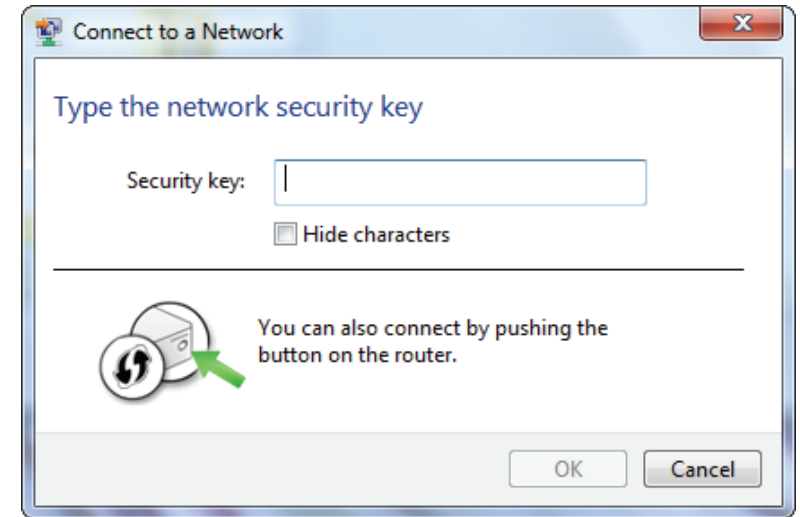 Connect to a Network
Type the network security key
Security key:
Hide characters
You can also connect by pushing the
button on the router.
OK
Cancel